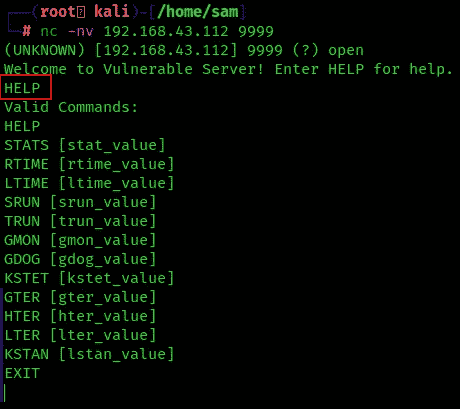 (root kali)-[/home/sam]
# nc -nv 192.168.43.112 9999
(UNKNOWN) [192.168.43.112] 9999 (?) open
Welcome to Vulnerable Server! Enter HELP for help.
HELP
Valid Commands:
HELP
STATS [stat_value]
RTIME [rtime_value]
LTIME [ltime_value]
SRUN [srun_value]
TRUN [trun_value]
GMON [gmon_value]
GDOG [gdog_value]
KSTET [kstet_value]
GTER [gter_value]
HTER [hter_value]
LTER [lter_value]
KSTAN [lstan_value]
EXIT